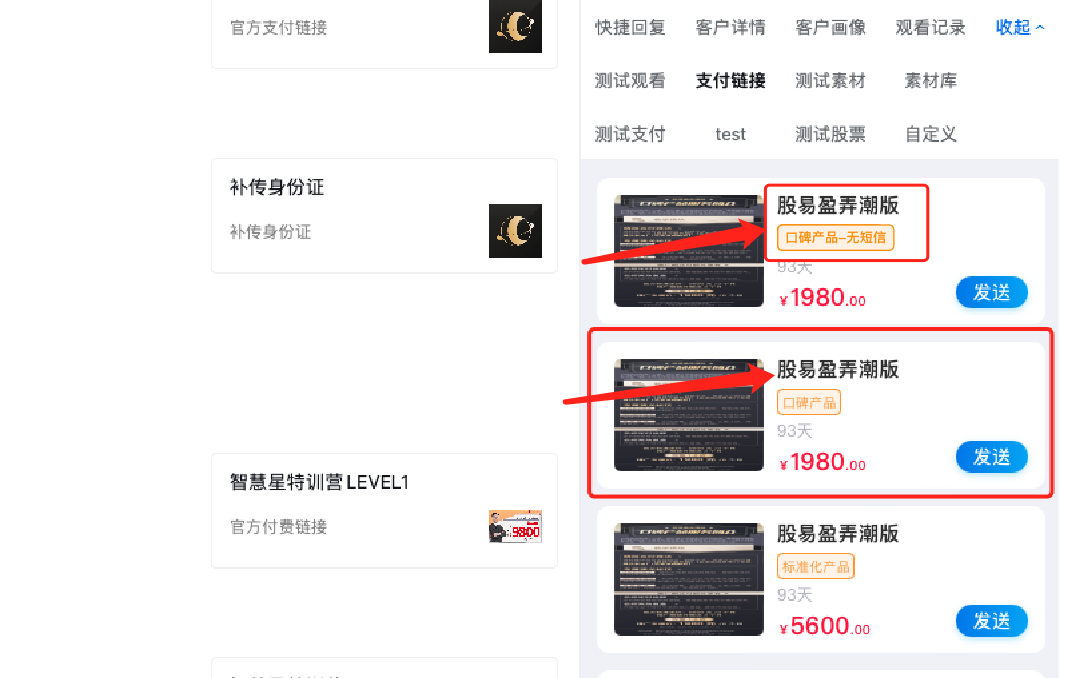 官方支付链接
补传身份证
补传身份证
智慧星特训营LEVEL1
官方付费链接
快捷回复 客户详情 客户画像 观看记录 收起
测试观看 支付链接 测试素材 素材库
测试支付 test 测试股票 自定义
股易盈弄潮版
口碑产品-无短信
93天
¥1980.00
发送
股易盈弄潮版
口碑产品
93天
¥1980.00
发送
股易盈弄潮版
标准化产品
93天
¥5600.00
发送